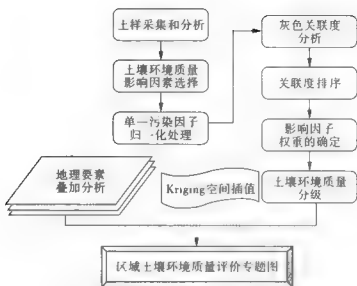 土样采集和分析
土壤环境质量
影响因素选择
单一污染因子
归一化处理
灰色关联度
分析
关联度排序
影响因子
权重的确定
土壤环境质量
分级
地理要素
叠加分析
Kriging空间插值
区域土壤环境质量评价专题图